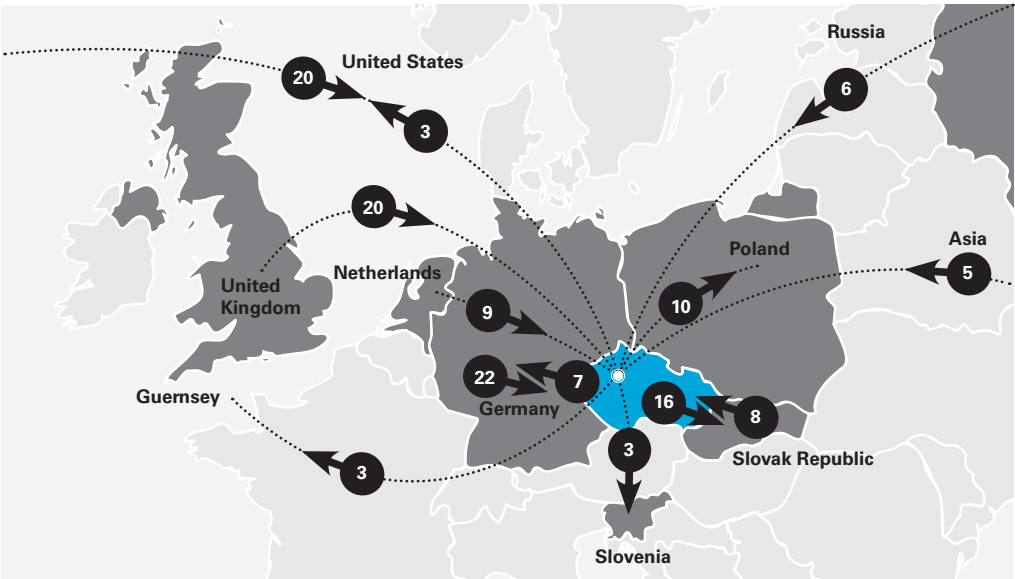 Russia
United States
20
6
3
20
Poland
Asia
Netherlands
5
United
Kingdom
10
9
22
7
Guernsey
16
Germany
8
3
Slovak Republic
3
Slovenia